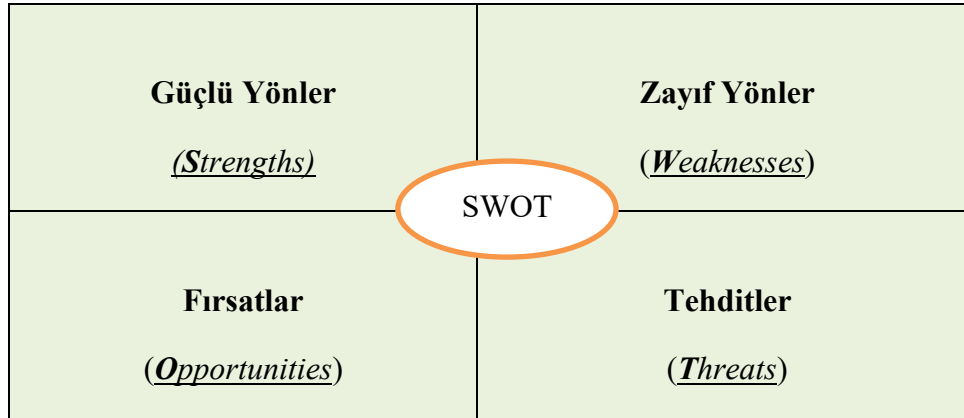 Güçlü Yönler
(Strengths)
Zayıf Yönler
(Weaknesses)
SWOT
Fırsatlar
(Opportunities)
Tehditler
(Threats)